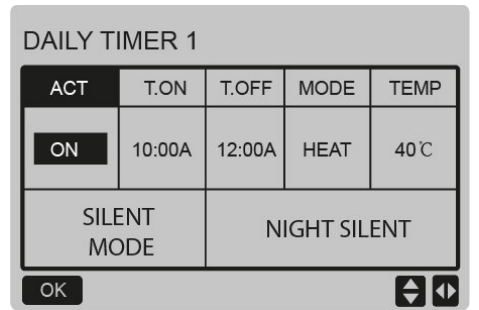 DAILY TIMER 1
ACT T.ON T.OFF MODE TEMP
ON 10:00A 12:00A HEAT 40℃
SILENT
MODE
NIGHT SILENT
OK